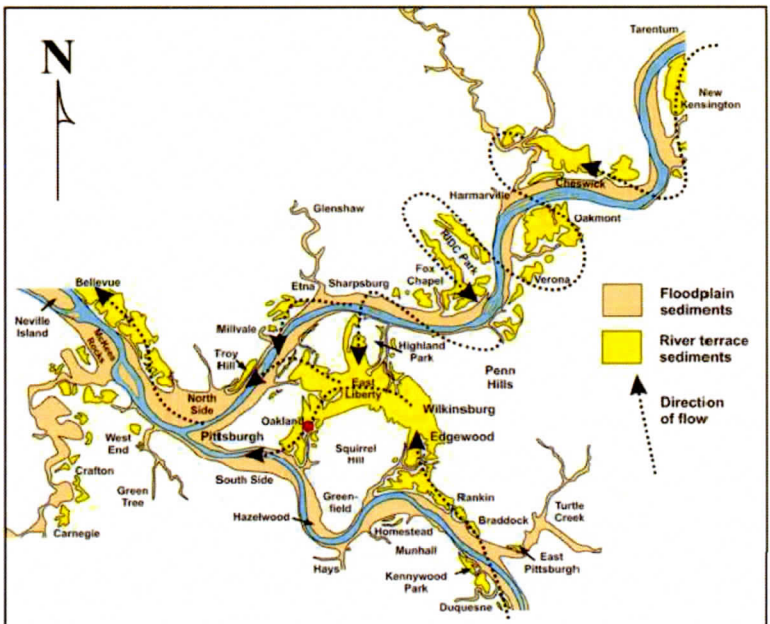 N
Tarentum
New
Kensington
Cheswick
Harmarville
Oakmont
Glenshaw
RIDC Park
Fox
Chapel
Verona
Bellevue
Etna
Sharpsburg
Neville
Island
McKees
Rocks
Millvale
Troy
Hill
Highland
Park
Penn
Hills
North
Side
East
Liberty
Wilkinsburg
Oakland
Pittsburgh
Edgewood
West
End
Squirrel
Hill
South Side
Crafton
Green
Tree
Green-
field
Rankin
Hazelwood
Braddock
Turtle
Creek
Carnegie
Homestead
Munhall
Hays
East
Pittsburgh
Kennywood
Park
Duquesne
Floodplain
sediments
River terrace
sediments
Direction
of flow